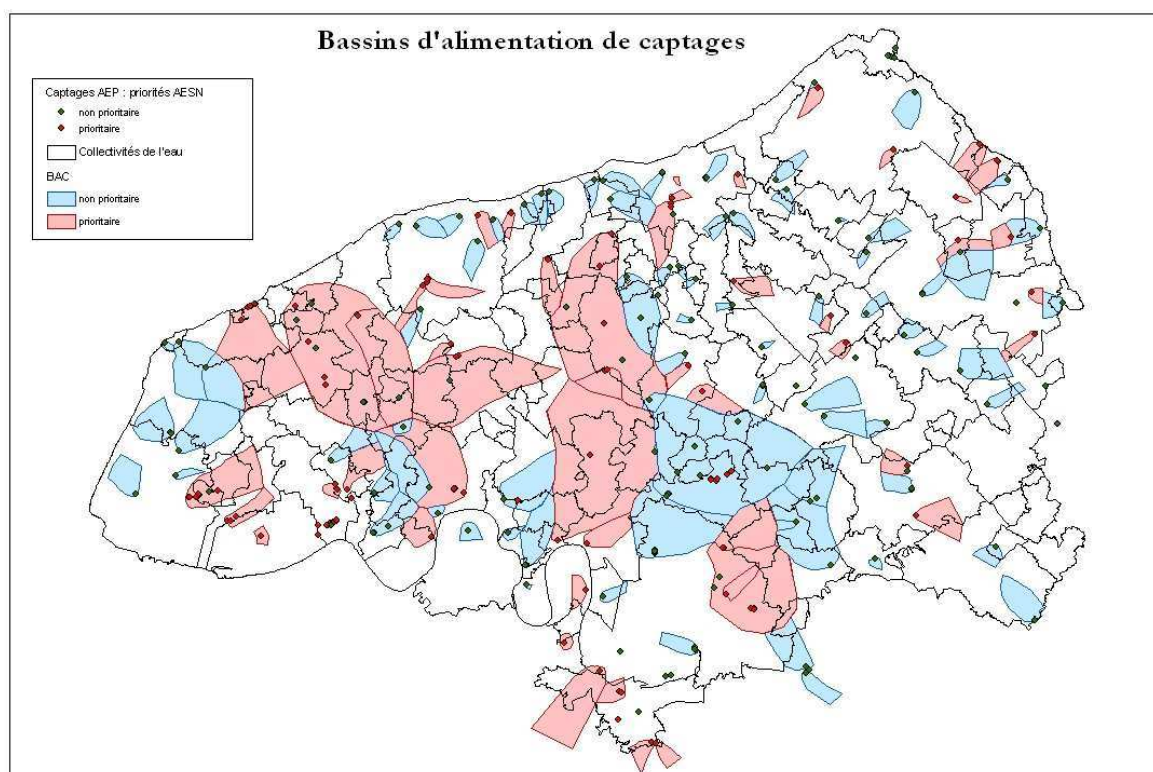 Bassins d'alimentation de captages
Captages AEP : priorités AESN
non prioritaire
prioritaire
Collectivités de l'eau
BAC
non prioritaire
prioritaire